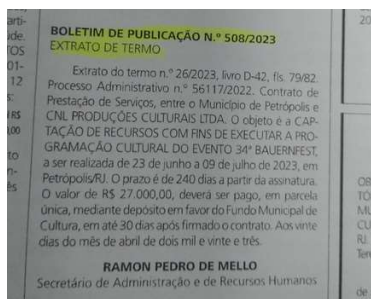 BOLETIM DE PUBLICAÇÃO N.º 508/2023
EXTRATO DE TERMO
Extrato do termo n.º 26/2023, livro D-42, fls. 79/82.
Processo Administrativo n.º 56117/2022. Contrato de
Prestação de Serviços, entre o Município de Petrópolis e
CNL PRODUÇÕES CULTURAIS LTDA. O objeto é a CAP-
TAÇÃO DE RECURSOS COM FINS DE EXECUTAR A PRO-
GRAMAÇÃO CULTURAL DO EVENTO 34ª BAUERNFEST,
a ser realizada de 23 de junho a 09 de julho de 2023, em
Petrópolis/RJ. O prazo é de 240 dias a partir da assinatura.
O valor de R$ 27.000,00, deverá ser pago, em parcela
única, mediante depósito em favor do Fundo Municipal de
Cultura, em até 30 dias após firmado o contrato. Aos vinte
dias do mês de abril de dois mil e vinte e três.
RAMON PEDRO DE MELLO
Secretário de Administração e de Recursos Humanos